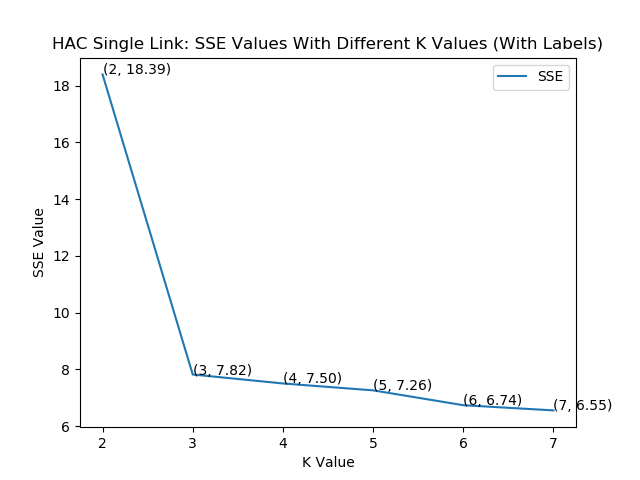 HAC Single Link: SSE Values With Different K Values (With Labels)
SSE
(2, 18.39)
(3, 7.82)
(4, 7.50)
(5, 7.26)
(6, 6.74)
(7, 6.55)
SSE Value
18
16
14
12
10
8
6
2 3 4 5 6 7
K Value